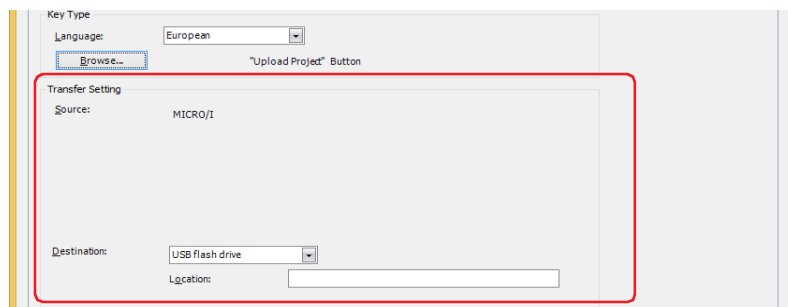 Key Type
Language: European
Browse... "Upload Project" Button
Transfer Setting
Source: MICRO/I
Destination: USB flash drive
Location: